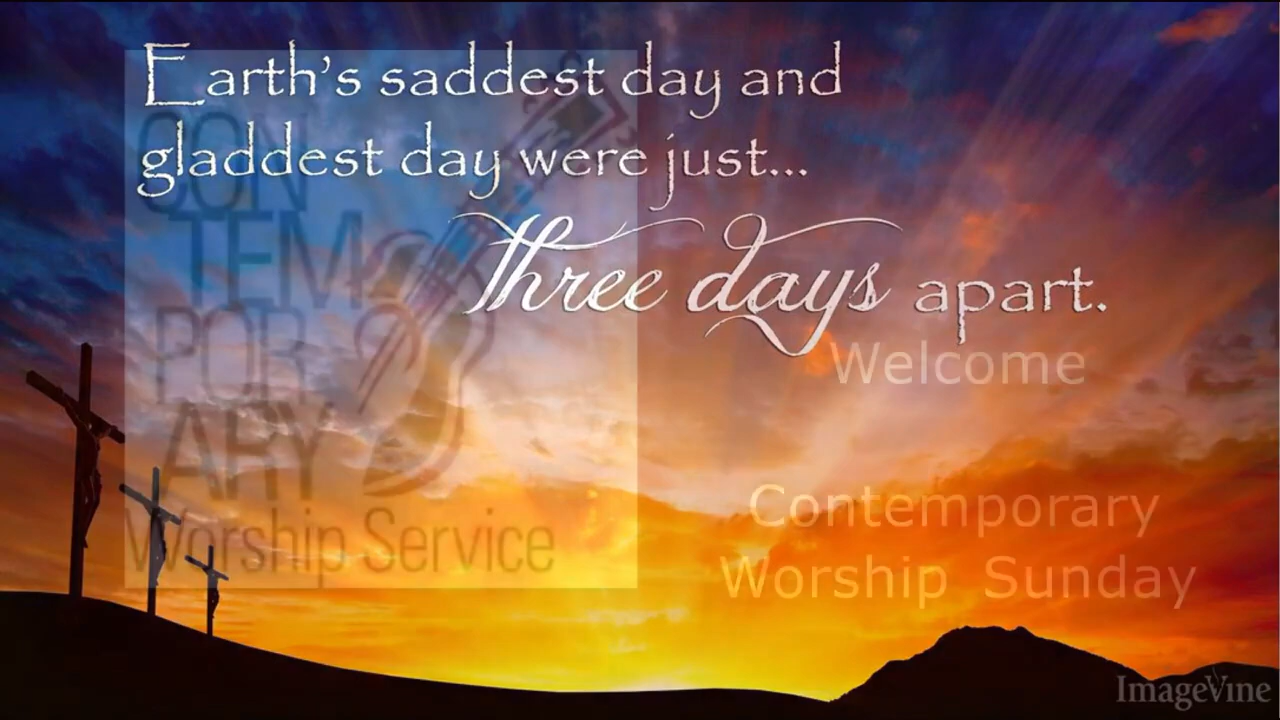 Earth's saddest day and
gladdest day were just...
Three days apart.
CON
TEM
POR
ARY
Worship Service
Welcome
Contemporary
Worship Sunday
ImageVine